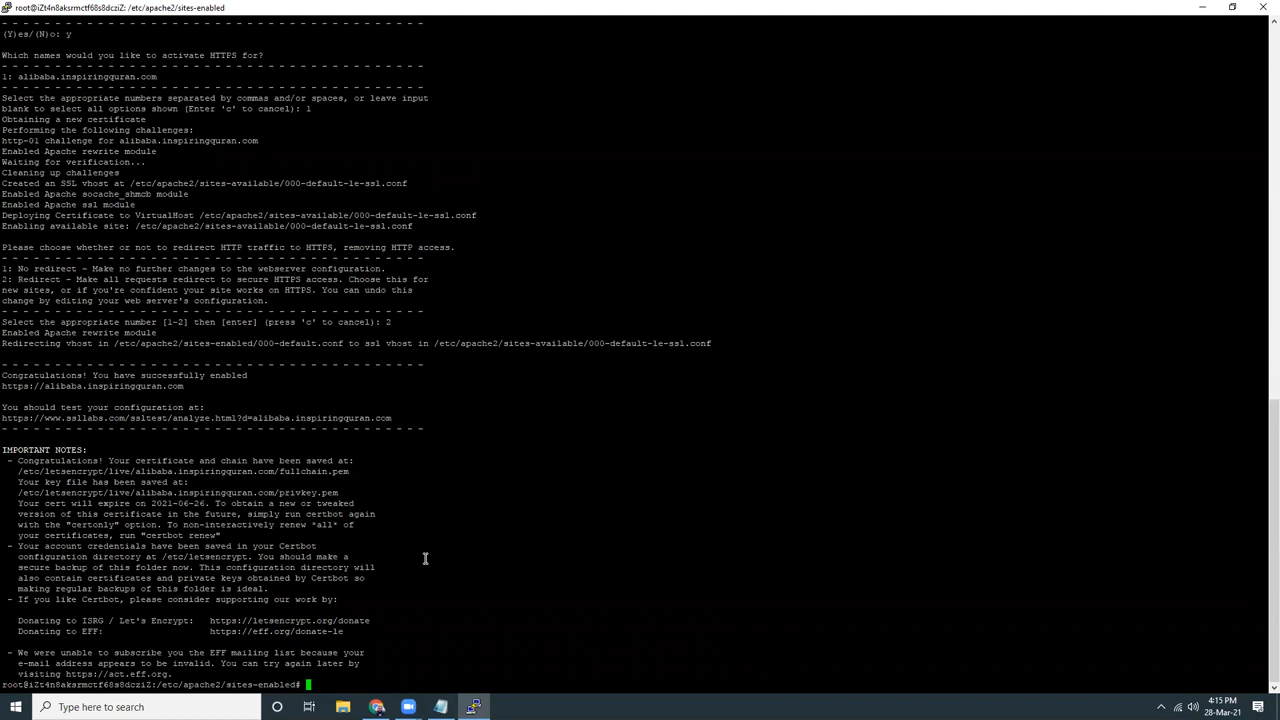 root@iZt4n8aksrmctf68s8dcziZ: /etc/apache2/sites-enabled
- - - - - - - - - - - - - - - - - - - - - - - - - - - - - - - - - - - - - - - -
(Y)es/(N)o: y
Which names would you like to activate HTTPS for?
- - - - - - - - - - - - - - - - - - - - - - - - - - - - - - - - - - - - - - - -
1: alibaba.inspiringquran.com
- - - - - - - - - - - - - - - - - - - - - - - - - - - - - - - - - - - - - - - -
Select the appropriate numbers separated by commas and/or spaces, or leave input
blank to select all options shown (Enter 'c' to cancel): 1
Obtaining a new certificate
Performing the following challenges:
http-01 challenge for alibaba.inspiringquran.com
Enabled Apache rewrite module
Waiting for verification...
Cleaning up challenges
Created an SSL vhost at /etc/apache2/sites-available/000-default-le-ssl.conf
Enabled Apache socache_shmcb module
Enabled Apache ssl module
Deploying Certificate to VirtualHost /etc/apache2/sites-available/000-default-le-ssl.conf
Enabling available site: /etc/apache2/sites-available/000-default-le-ssl.conf
Please choose whether or not to redirect HTTP traffic to HTTPS, removing HTTP access.
- - - - - - - - - - - - - - - - - - - - - - - - - - - - - - - - - - - - - - - -
1: No redirect - Make no further changes to the webserver configuration.
2: Redirect - Make all requests redirect to secure HTTPS access. Choose this for
new sites, or if you're confident your site works on HTTPS. You can undo this
change by editing your web server's configuration.
- - - - - - - - - - - - - - - - - - - - - - - - - - - - - - - - - - - - - - - -
Select the appropriate number [1-2] then [enter] (press 'c' to cancel): 2
Enabled Apache rewrite module
Redirecting vhost in /etc/apache2/sites-enabled/000-default.conf to ssl vhost in /etc/apache2/sites-available/000-default-le-ssl.conf
- - - - - - - - - - - - - - - - - - - - - - - - - - - - - - - - - - - - - - - -
Congratulations! You have successfully enabled
https://alibaba.inspiringquran.com
You should test your configuration at:
https://www.ssllabs.com/ssltest/analyze.html?d=alibaba.inspiringquran.com
- - - - - - - - - - - - - - - - - - - - - - - - - - - - - - - - - - - - - - - -
IMPORTANT NOTES:
- Congratulations! Your certificate and chain have been saved at:
/etc/letsencrypt/live/alibaba.inspiringquran.com/fullchain.pem
Your key file has been saved at:
/etc/letsencrypt/live/alibaba.inspiringquran.com/privkey.pem
Your cert will expire on 2021-06-26. To obtain a new or tweaked
version of this certificate in the future, simply run certbot again
with the "certonly" option. To non-interactively renew *all* of
your certificates, run "certbot renew"
- Your account credentials have been saved in your Certbot
configuration directory at /etc/letsencrypt. You should make a
secure backup of this folder now. This configuration directory will
also contain certificates and private keys obtained by Certbot so
making regular backups of this folder is ideal.
- If you like Certbot, please consider supporting our work by:
Donating to ISRG / Let's Encrypt: https://letsencrypt.org/donate
Donating to EFF: https://eff.org/donate-le
- We were unable to subscribe you the EFF mailing list because your
e-mail address appears to be invalid. You can try again later by
visiting https://act.eff.org.
root@iZt4n8aksrmctf68s8dcziZ:/etc/apache2/sites-enabled#
Type here to search
4:15 PM
28-Mar-21